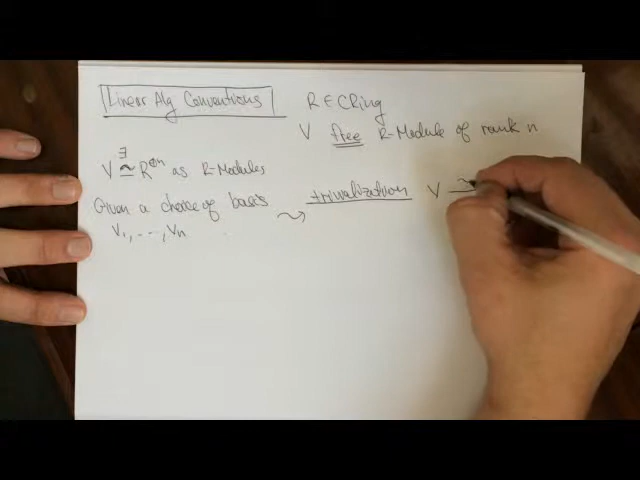 Linear Alg Conventions
R ∈ CRing
V free R-Module of rank n
V ≅ R^{⊕n} as R-Modules
∃
Given a choice of basis
v₁, ..., vₙ
⇝ trivialization V ≅